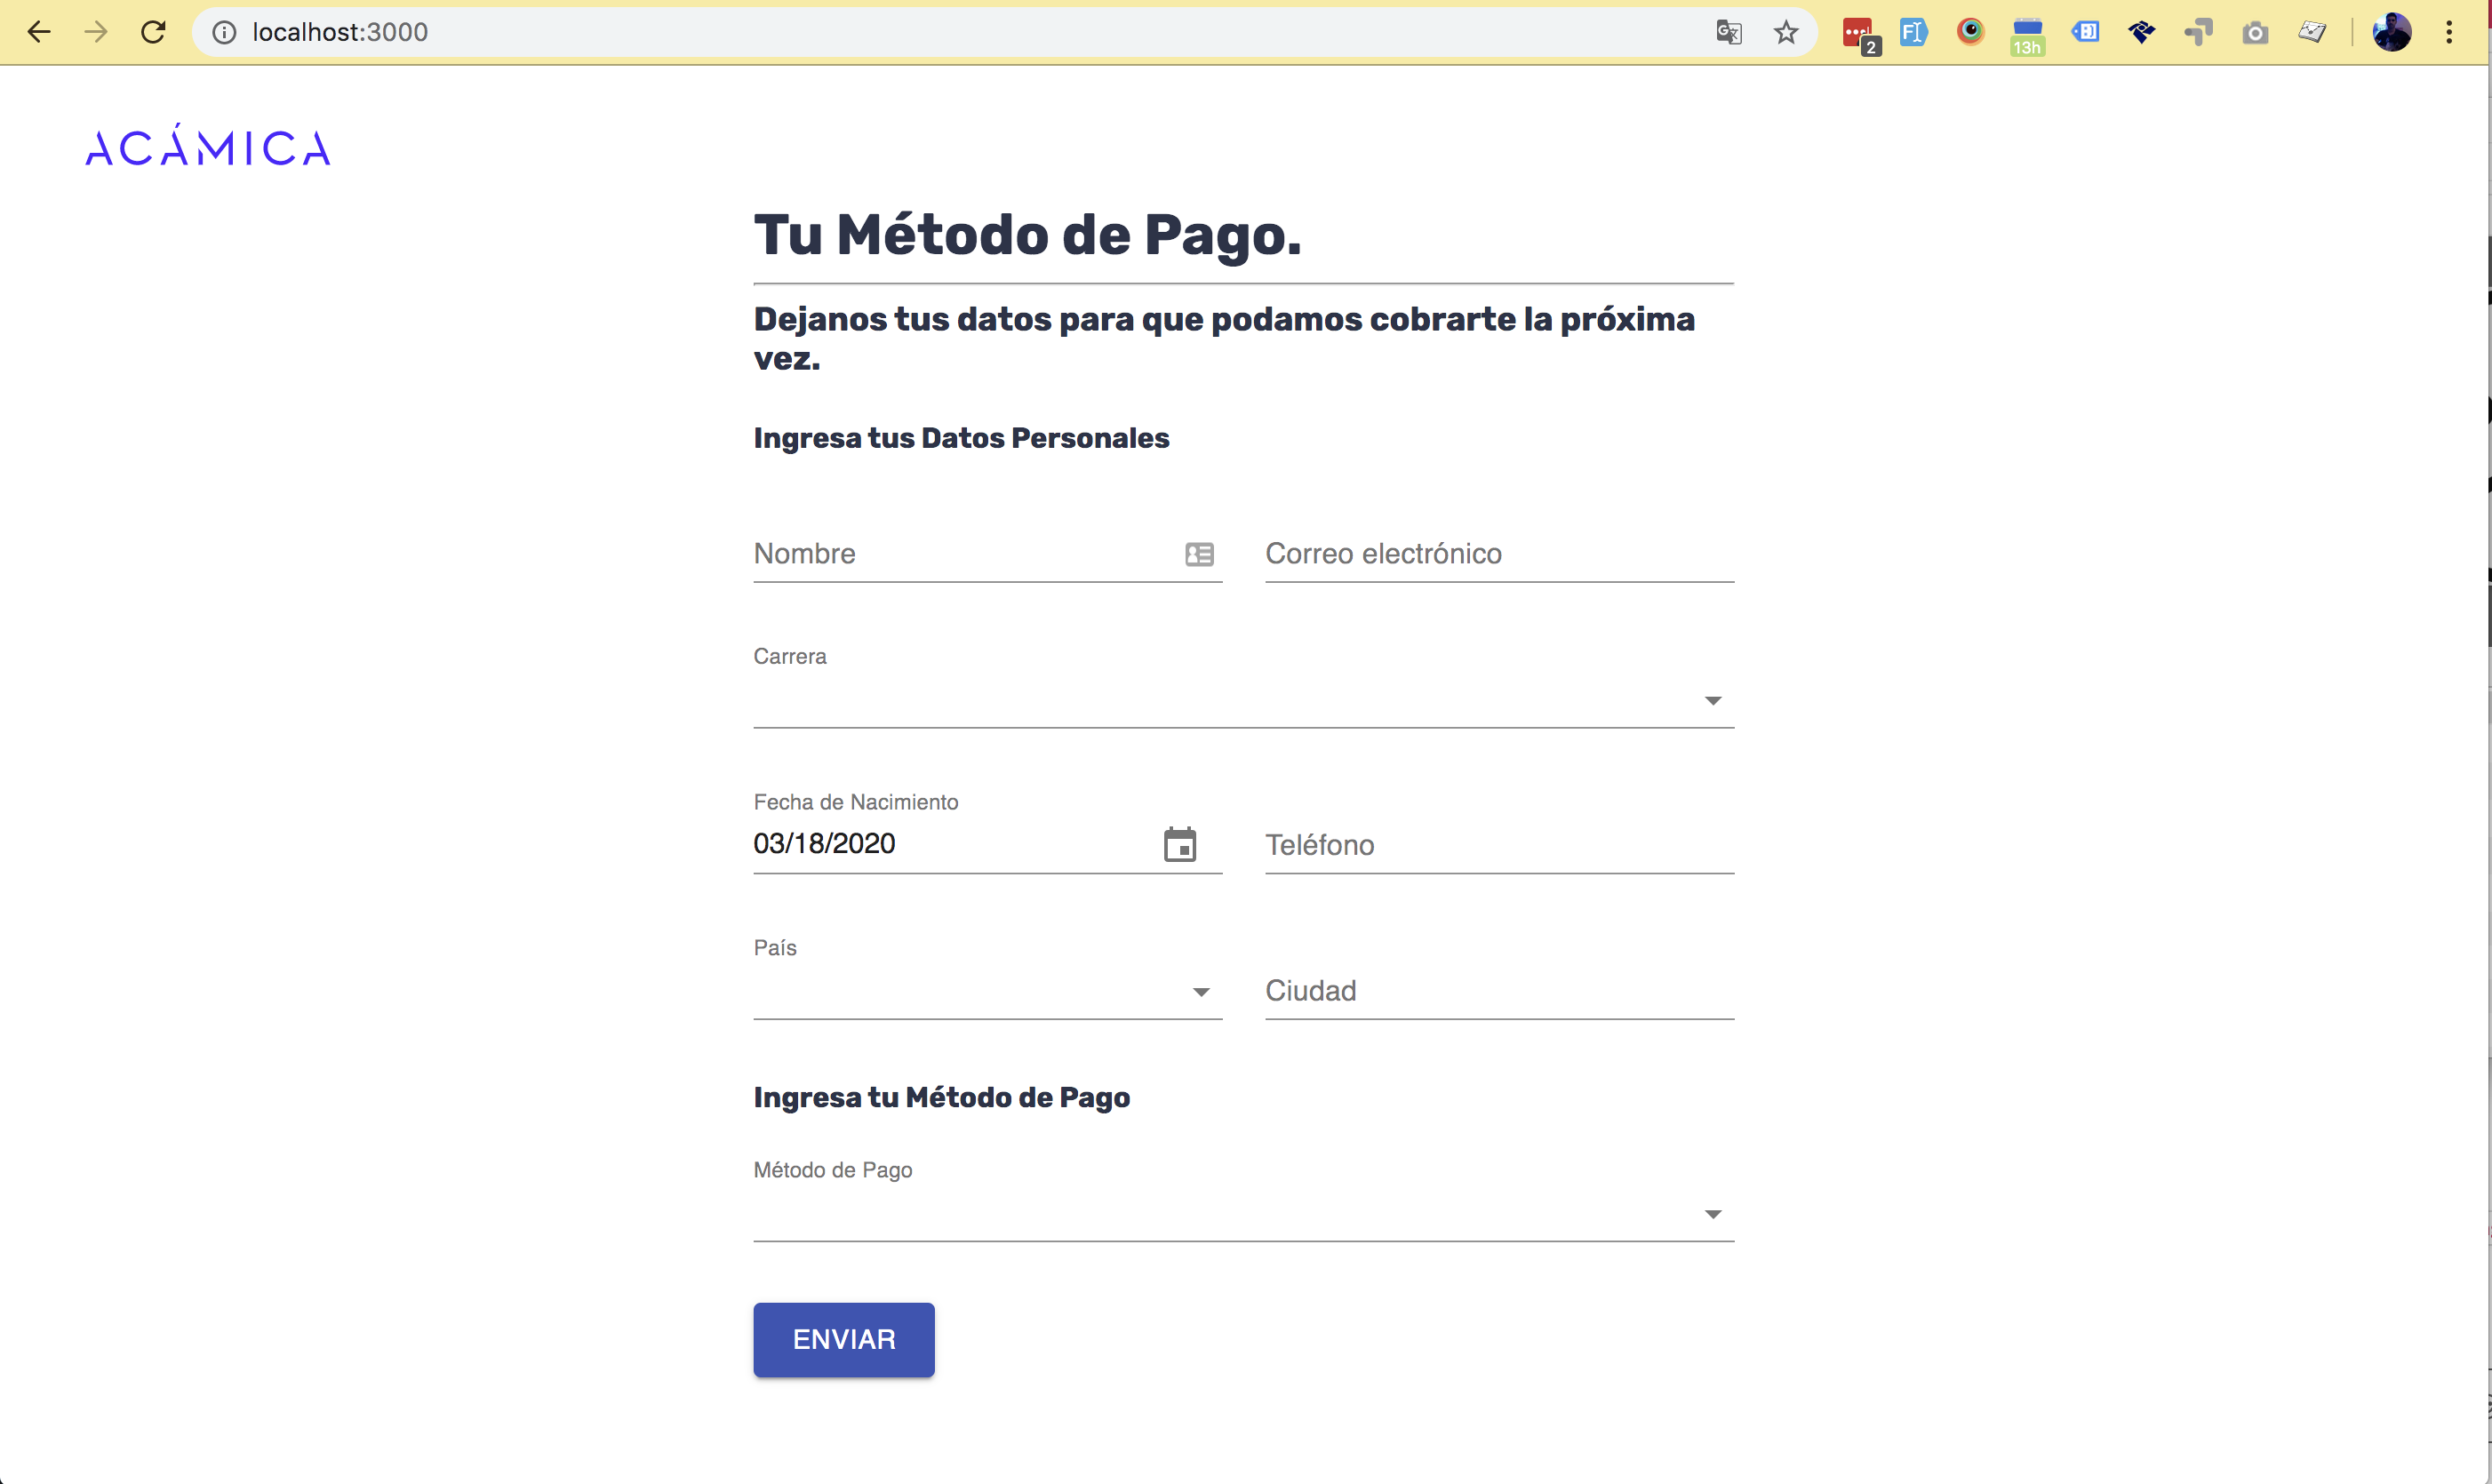 localhost:3000
2
13h
ACÁMICA
Tu Método de Pago.
Dejanos tus datos para que podamos cobrarte la próxima
vez.
Ingresa tus Datos Personales
Nombre
Correo electrónico
Carrera
Fecha de Nacimiento
03/18/2020
Teléfono
País
Ciudad
Ingresa tu Método de Pago
Método de Pago
ENVIAR